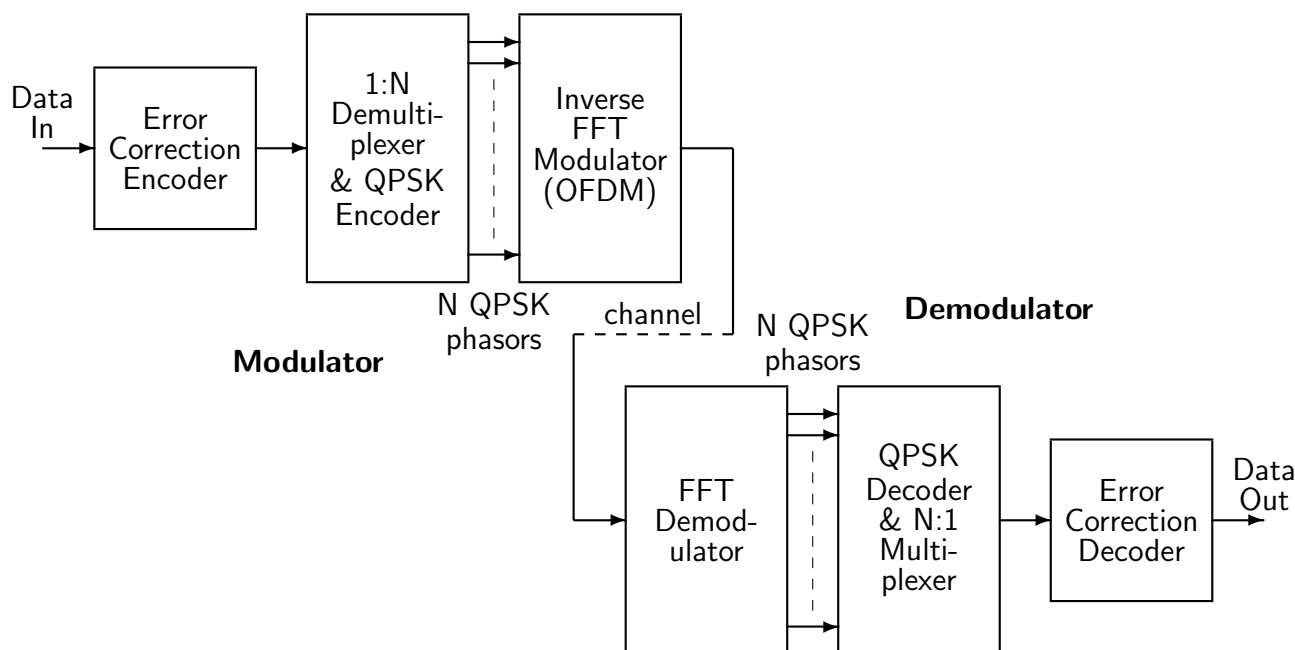 Data
In
Error
Correction
Encoder
1:N
Demulti-
plexer
& QPSK
Encoder
Inverse
FFT
Modulator
(OFDM)
N QPSK
phasors
channel
Modulator
N QPSK
phasors
Demodulator
FFT
Demod-
ulator
QPSK
Decoder
& N:1
Multi-
plexer
Error
Correction
Decoder
Data
Out